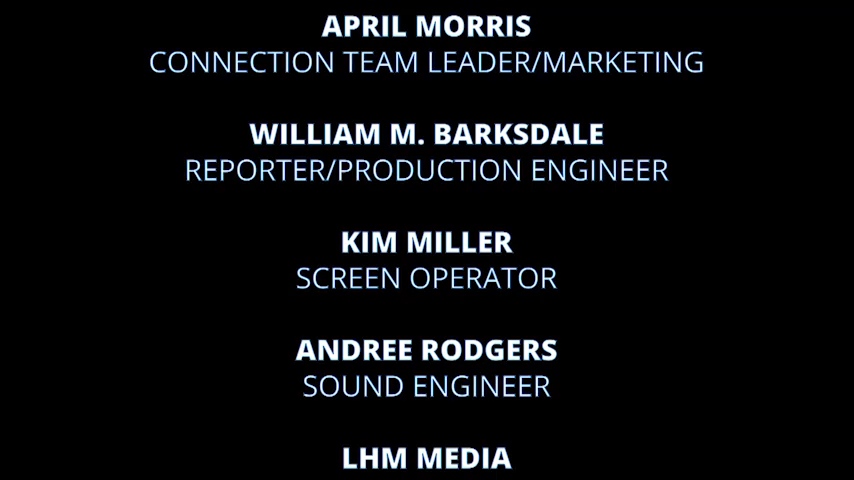 APRIL MORRIS
CONNECTION TEAM LEADER/MARKETING
WILLIAM M. BARKSDALE
REPORTER/PRODUCTION ENGINEER
KIM MILLER
SCREEN OPERATOR
ANDREE RODGERS
SOUND ENGINEER
LHM MEDIA